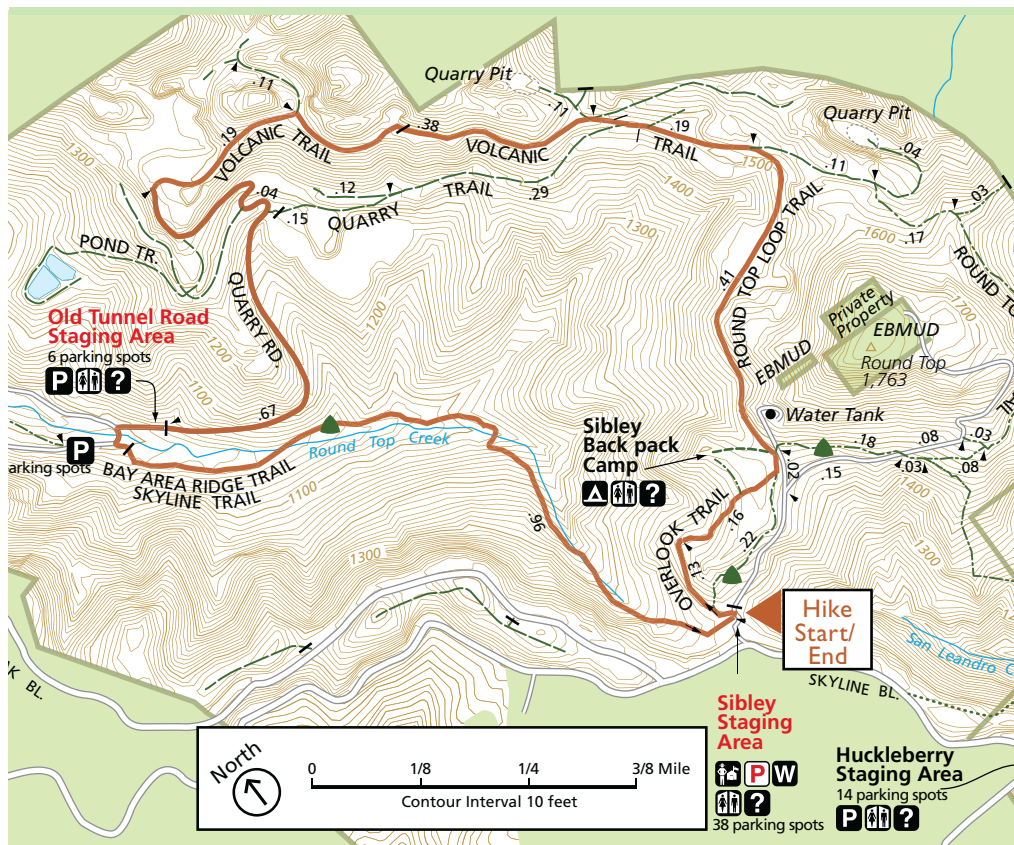 Quarry Pit
.11
.11
Quarry Pit
.38
.19
.04
VOLCANIC TRAIL
.19
VOLCANIC
TRAIL
1500
.11
1300
.04
.12
TRAIL
.29
1400
.03
.15
QUARRY
1300
1600
.17
POND TR.
ROUND TOP LOOP TRAIL
.41
ROUND TO
QUARRY RD.
1200
1700
Private
Property
EBMUD
Old Tunnel Road
Staging Area
6 parking spots
P
?
1200
EBMUD
Round Top
1,763
1100
.67
Water Tank
AIL
Sibley
Back pack
Camp
?
.18
.08
.03
P
arking spots
Round Top Creek
.02
.15
.03
.08
BAY AREA RIDGE TRAIL
SKYLINE TRAIL
1100
1400
.96
.16
.22
OVERLOOK TRAIL
.13
1300
1300
Hike
Start/
End
San Leandro C
NK BL.
SKYLINE BL.
Sibley
Staging
Area
P
W
?
38 parking spots
Huckleberry
Staging Area
14 parking spots
P
?
North
0
1/8
1/4
3/8 Mile
Contour Interval 10 feet